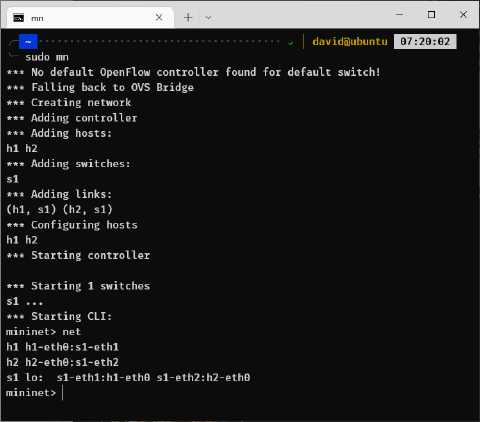 mn
~ david@ubuntu 07:20:02
sudo mn
*** No default OpenFlow controller found for default switch!
*** Falling back to OVS Bridge
*** Creating network
*** Adding controller
*** Adding hosts:
h1 h2
*** Adding switches:
s1
*** Adding links:
(h1, s1) (h2, s1)
*** Configuring hosts
h1 h2
*** Starting controller
*** Starting 1 switches
s1 ...
*** Starting CLI:
mininet> net
h1 h1-eth0:s1-eth1
h2 h2-eth0:s1-eth2
s1 lo:  s1-eth1:h1-eth0 s1-eth2:h2-eth0
mininet>